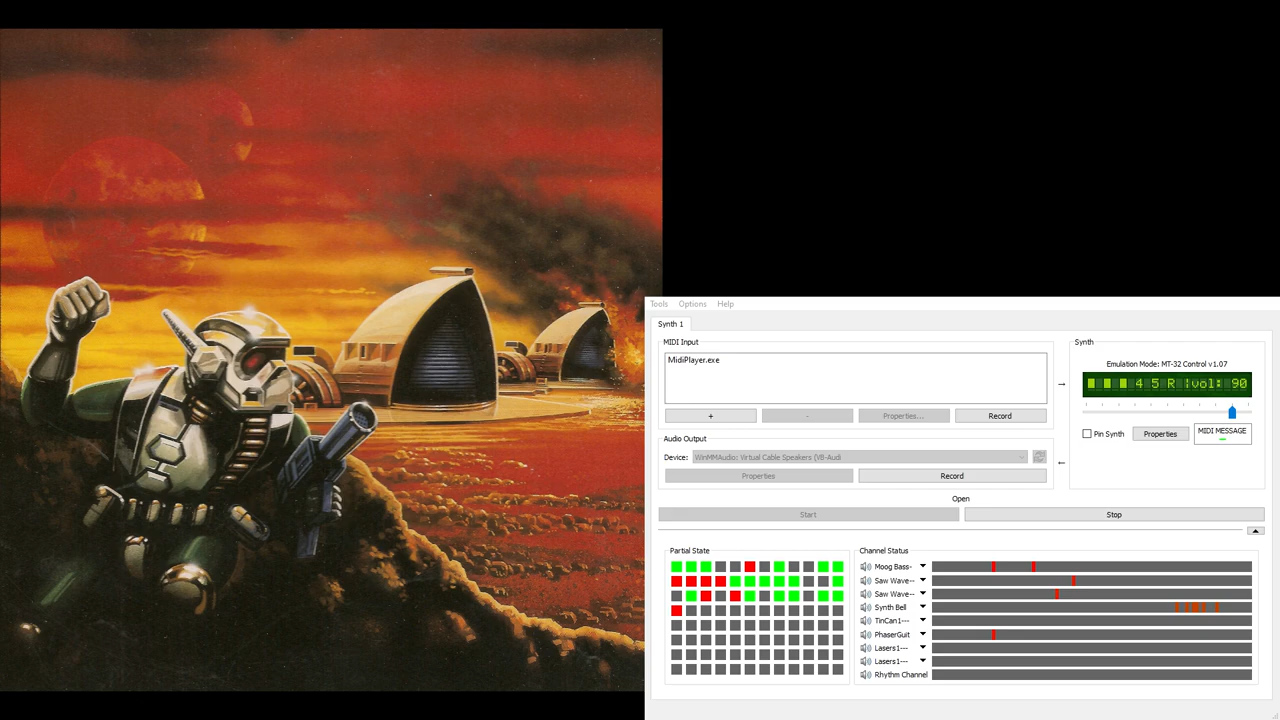 Tools Options Help
Synth 1
MIDI Input
MidiPlayer.exe
+ - Properties... Record
Audio Output
Device: WinMMAudio: Virtual Cable Speakers (VB-Audi
Properties Record
Synth
Emulation Mode: MT-32 Control v1.07
4 5 R |vol: 90
Pin Synth Properties MIDI MESSAGE
Open
Start Stop
Partial State
Channel Status
Moog Bass-
Saw Wave--
Saw Wave--
Synth Bell
TinCan1---
PhaserGuit
Lasers1---
Lasers1---
Rhythm Channel